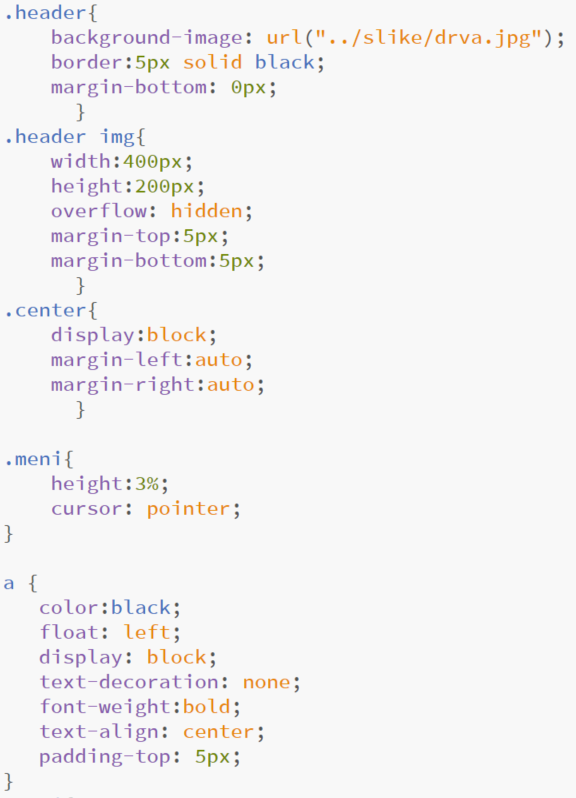 .header{
    background-image: url("../slike/drva.jpg");
    border:5px solid black;
    margin-bottom: 0px;
      }
.header img{
    width:400px;
    height:200px;
    overflow: hidden;
    margin-top:5px;
    margin-bottom:5px;
      }
.center{
    display:block;
    margin-left:auto;
    margin-right:auto;
      }
.meni{
    height:3%;
    cursor: pointer;
}
a {
   color:black;
   float: left;
   display: block;
   text-decoration: none;
   font-weight:bold;
   text-align: center;
   padding-top: 5px;
}